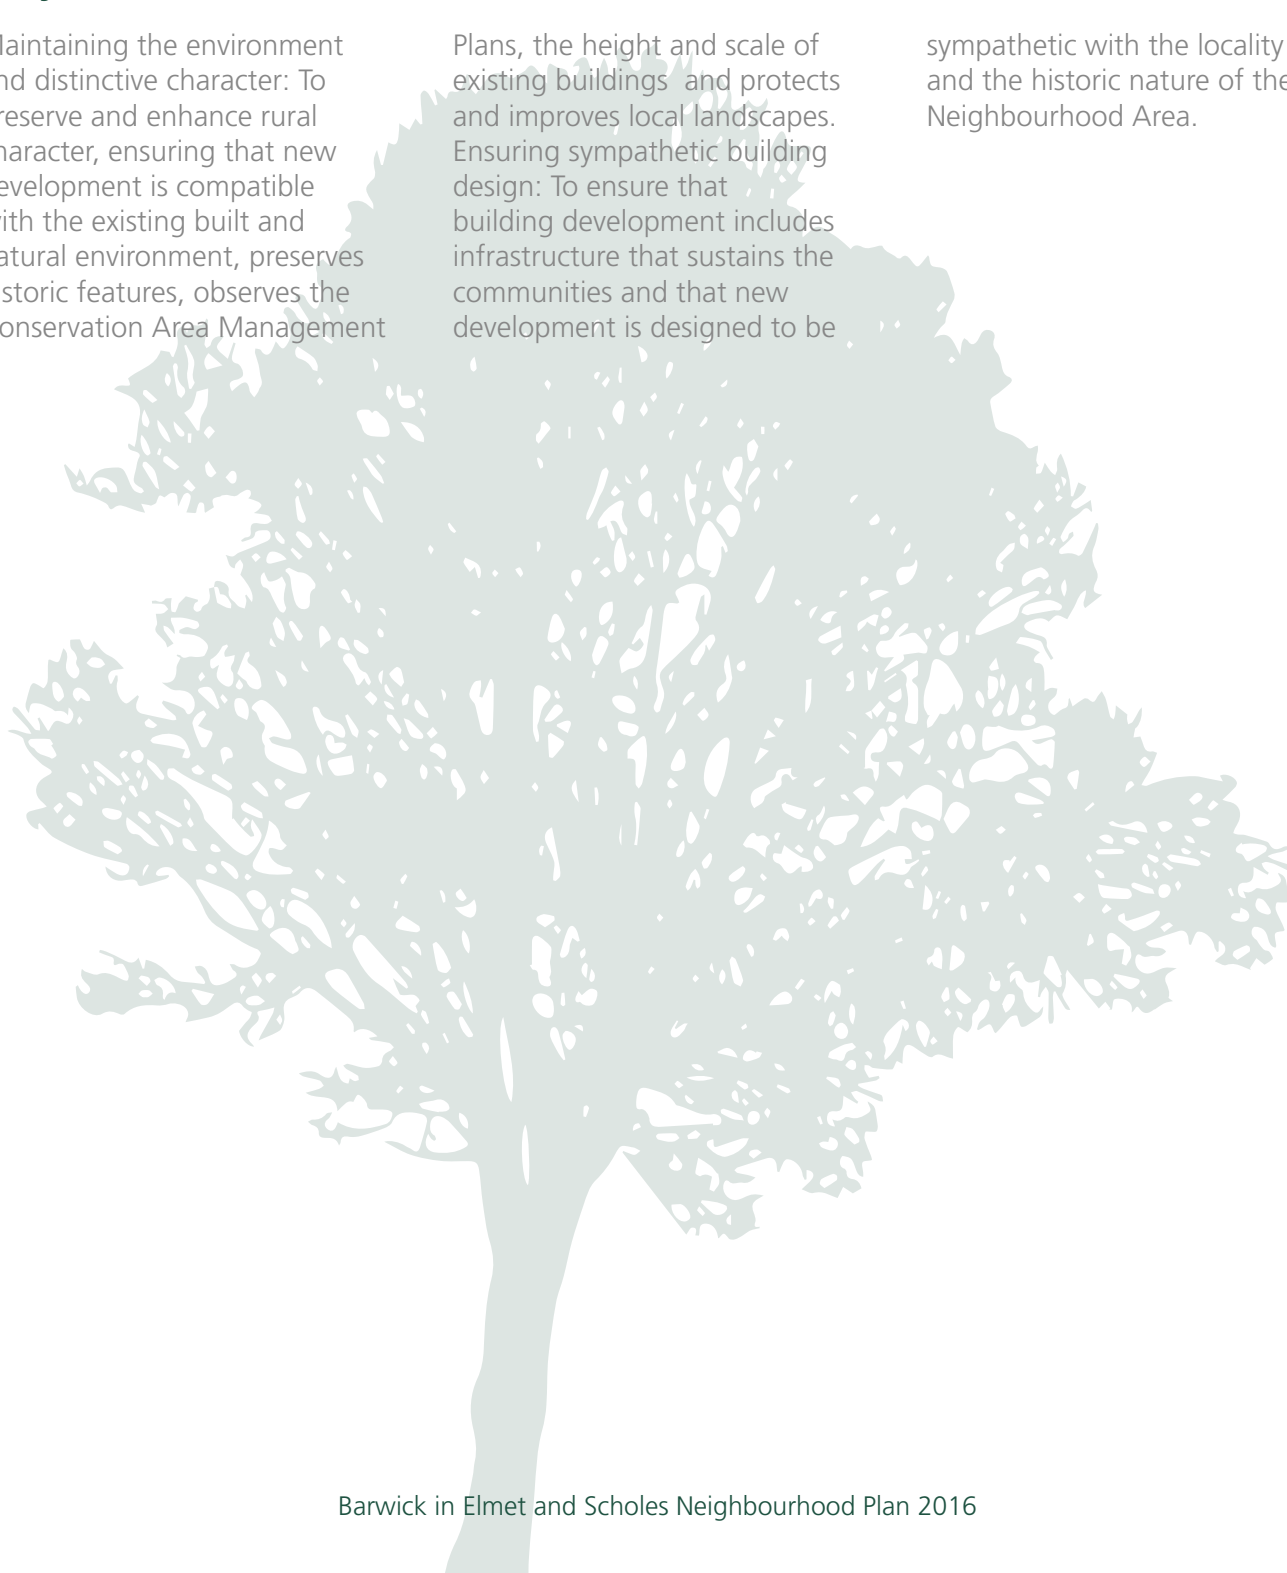 aintaining the environment
nd distinctive character: To
reserve and enhance rural
haracter, ensuring that new
evelopment is compatible
ith the existing built and
atural environment, preserves
storic features, observes the
onservation Area Management
Plans, the height and scale of
existing buildings and protects
and improves local landscapes.
Ensuring sympathetic building
design: To ensure that
building development includes
infrastructure that sustains the
communities and that new
development is designed to be
sympathetic with the locality
and the historic nature of the
Neighbourhood Area.
Barwick in Elmet and Scholes Neighbourhood Plan 2016